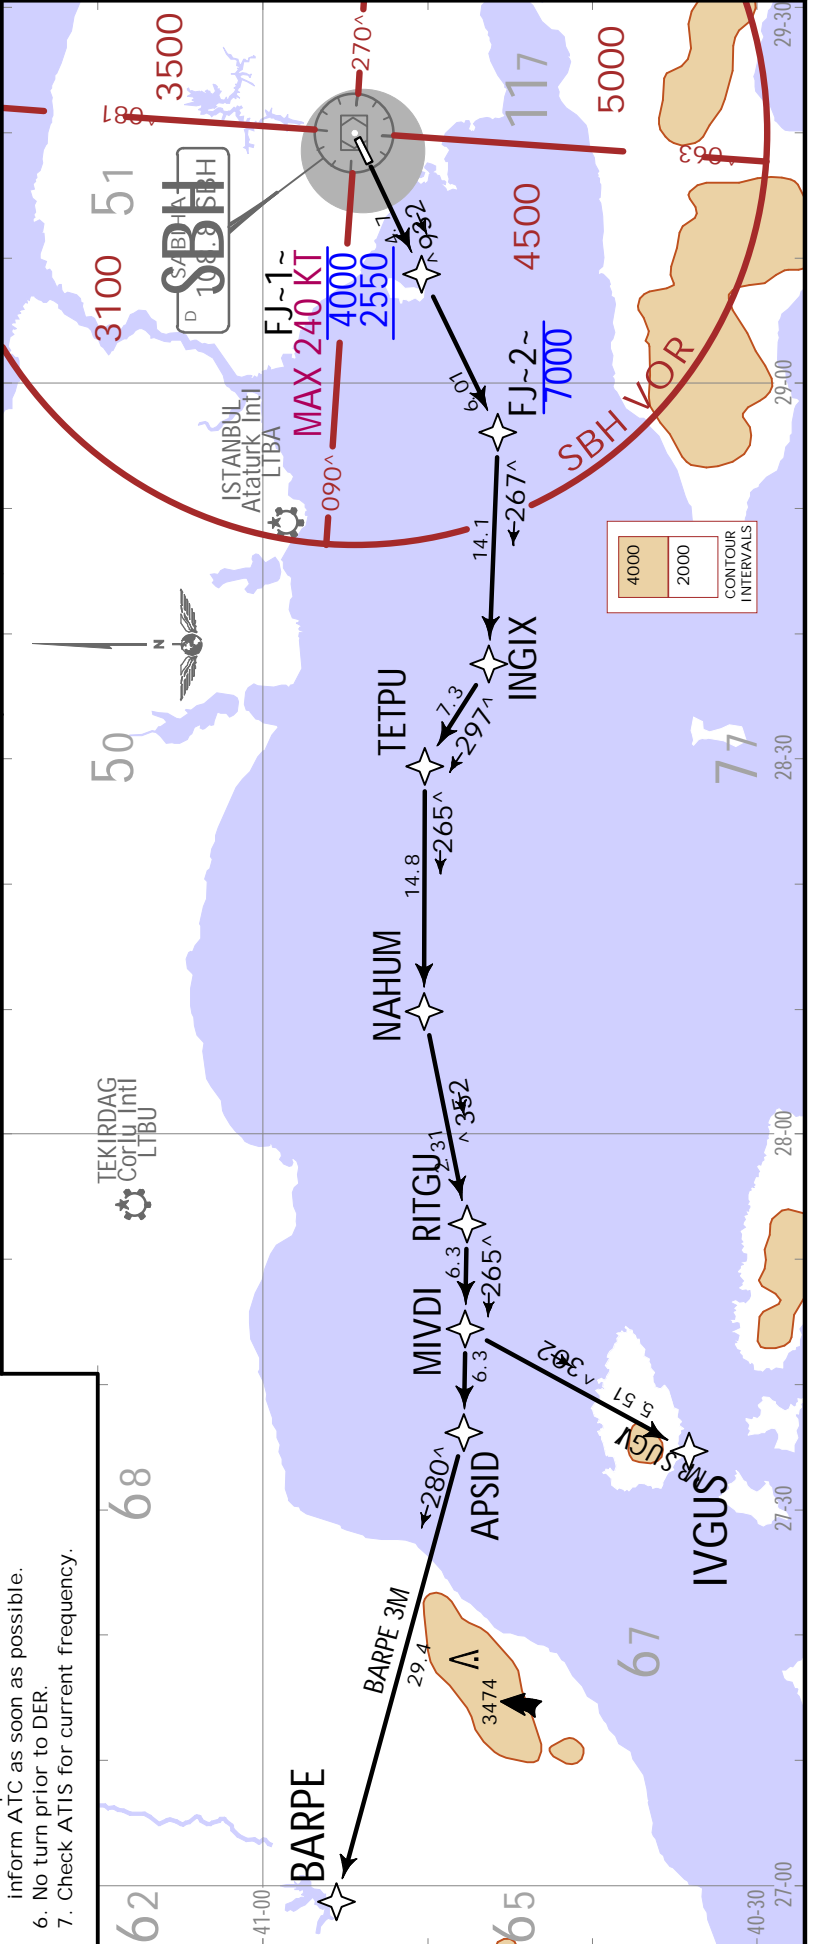 inform ATC as soon as possible.
6. No turn prior to DER.
7. Check ATIS for current frequency.
62
41-00
BARPE
65
40-30
27-00
BARPE 3M
29.4
3474
67
68
280^
APSID
IVGUS
27-30
6.3
MIVDI
5.51
265^
6.3
RITGU
TEKIRDAG
Corlu Intl
LTBU
28-00
NAHUM
14.8
265^
50
N
TETPU
7.3
297^
INGIX
77
28-30
14.1
267^
CONTOUR
INTERVALS
4000
2000
ISTANBUL
Ataturk Intl
LTBA
090^
FJ~2~
7000
SBH VOR
29-00
3100
FJ~1~
MAX 240 KT
4000
2550
51
D
SABIHA
SBH
4500
3500
270^
117
5000
29-30